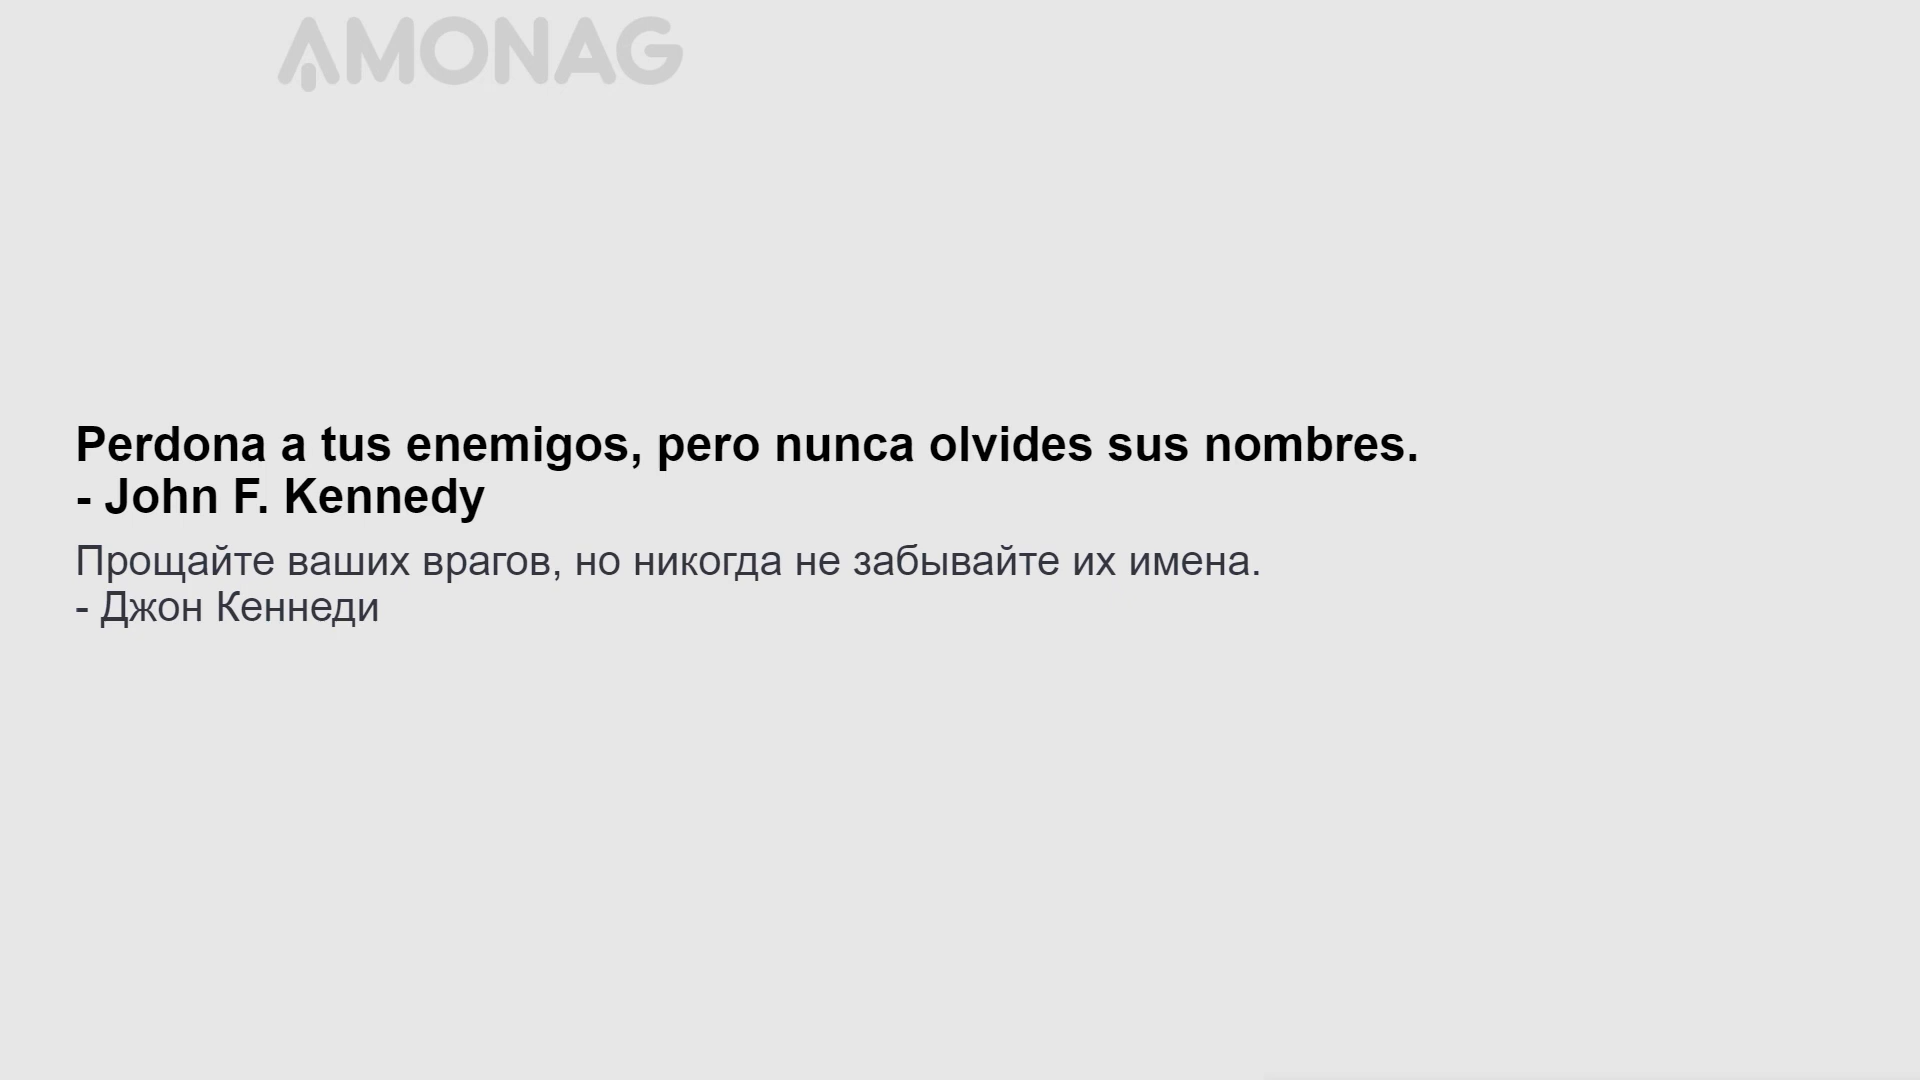 AMONAG
Perdona a tus enemigos, pero nunca olvides sus nombres.
- John F. Kennedy
Прощайте ваших врагов, но никогда не забывайте их имена.
- Джон Кеннеди